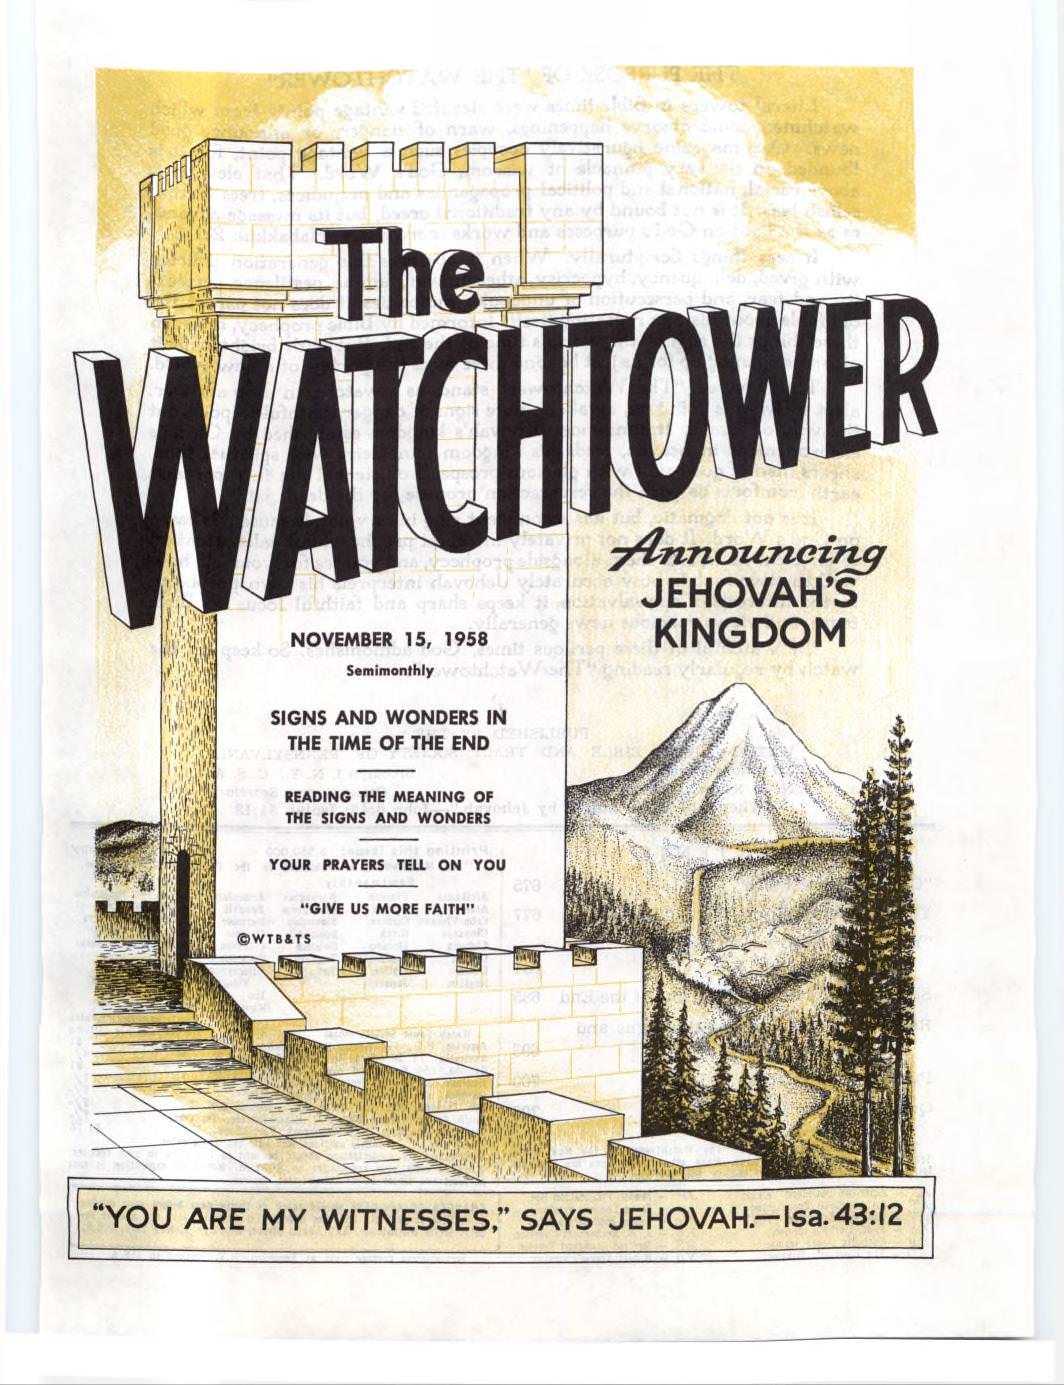 The
WATCHTOWER
Announcing
JEHOVAH'S
KINGDOM
NOVEMBER 15, 1958
Semimonthly
SIGNS AND WONDERS IN
THE TIME OF THE END
READING THE MEANING OF
THE SIGNS AND WONDERS
YOUR PRAYERS TELL ON YOU
"GIVE US MORE FAITH"
©WTB&TS
"YOU ARE MY WITNESSES," SAYS JEHOVAH.—Isa. 43:12